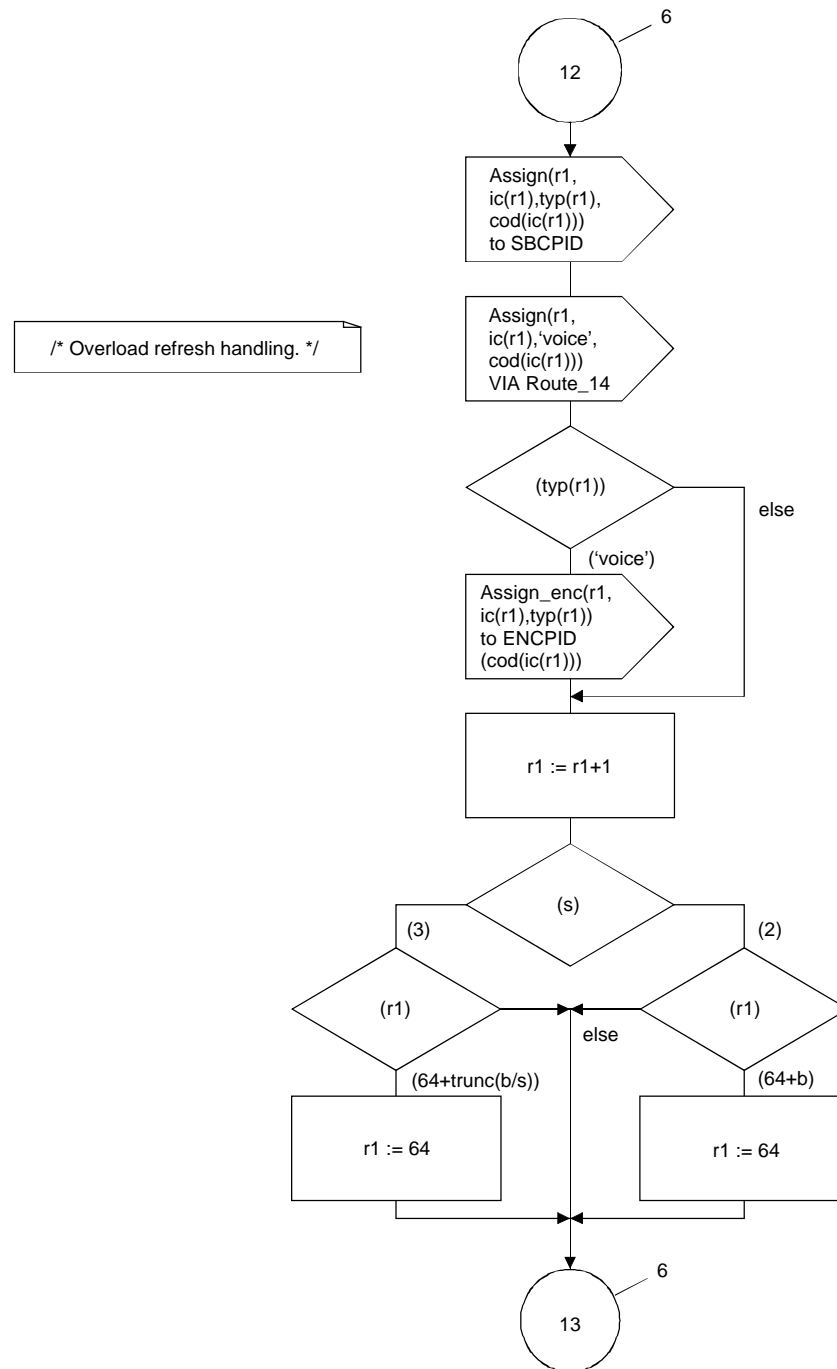 6
12
Assign(r1,
ic(r1),typ(r1),
cod(ic(r1)))
to SBCPID
/* Overload refresh handling. */
Assign(r1,
ic(r1),‘voice’,
cod(ic(r1)))
VIA Route_14
(typ(r1))
else
(‘voice’)
Assign_enc(r1,
ic(r1),typ(r1))
to ENCPID
(cod(ic(r1)))
r1 := r1+1
(s)
(3)
(2)
(r1)
(r1)
else
(64+trunc(b/s))
(64+b)
r1 := 64
r1 := 64
6
13